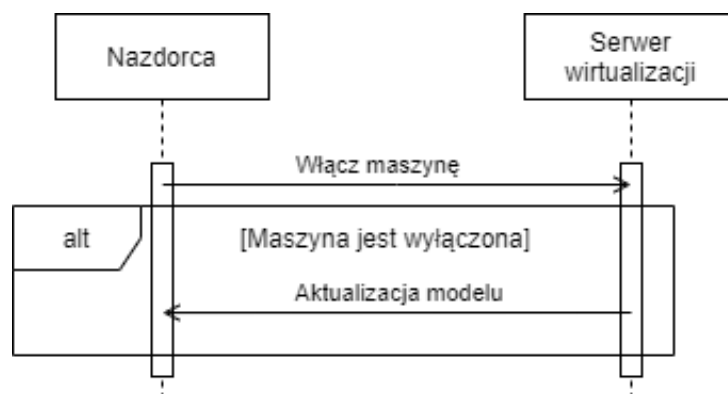 Nazdorca
Serwer
wirtualizacji
Włącz maszynę
alt
[Maszyna jest wyłączona]
Aktualizacja modelu